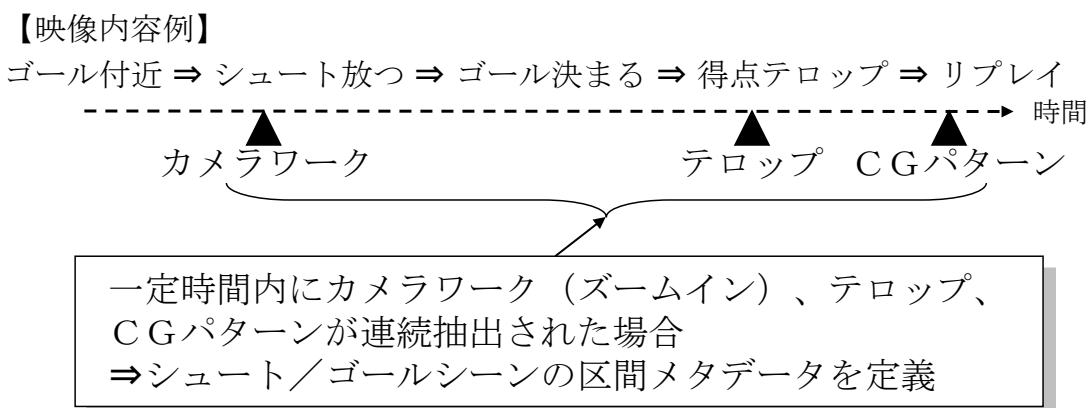 【映像内容例】
ゴール付近 ⇒ シュート放つ ⇒ ゴール決まる ⇒ 得点テロップ ⇒ リプレイ
時間
カメラワーク テロップ ＣＧパターン
一定時間内にカメラワーク（ズームイン）、テロップ、
ＣＧパターンが連続抽出された場合
⇒シュート／ゴールシーンの区間メタデータを定義